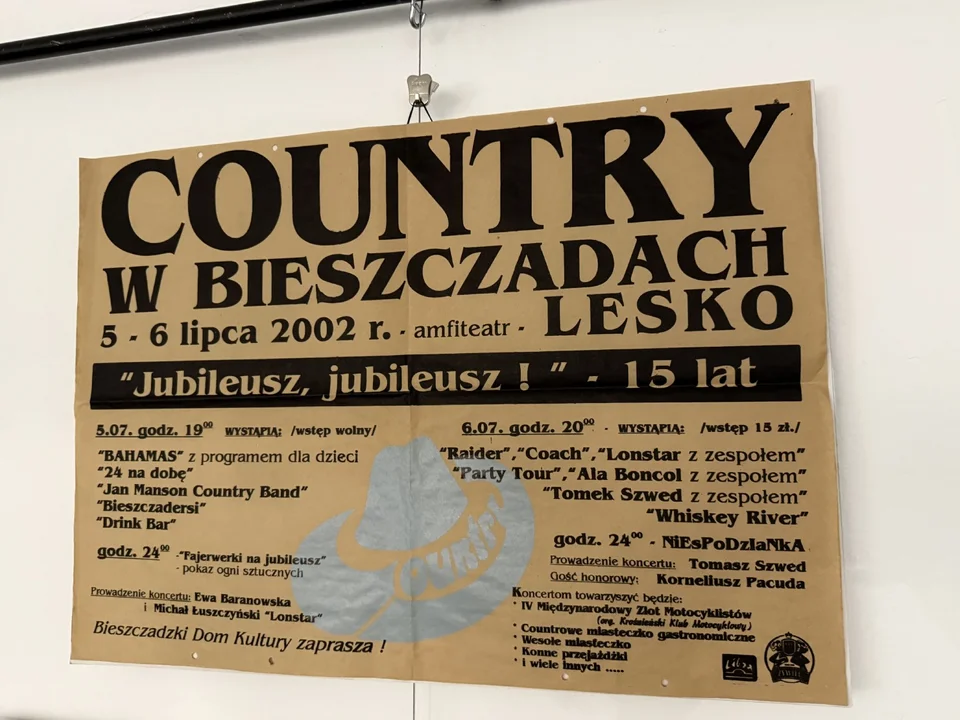 COUNTRY
W BIESZCZADACH
5 - 6 lipca 2002 r. - amfiteatr - LESKO
"Jubileusz, jubileusz ! " - 15 lat
5.07. godz. 19⁰⁰ WYSTĄPIĄ: /wstęp wolny/
"BAHAMAS" z programem dla dzieci
"24 na dobę"
"Jan Manson Country Band"
"Bieszczadersi"
"Drink Bar"
godz. 24⁰⁰ -"Fajerwerki na jubileusz"
- pokaz ogni sztucznych
Prowadzenie koncertu: Ewa Baranowska
i Michał Łuszczyński "Lonstar"
Bieszczadzki Dom Kultury zaprasza !
6.07. godz. 20⁰⁰ - WYSTĄPIĄ: /wstęp 15 zł./
"Raider","Coach","Lonstar z zespołem"
"Party Tour","Ala Boncol z zespołem"
"Tomek Szwed z zespołem"
"Whiskey River"
godz. 24⁰⁰ - NiEsPoDzIaNkA
Prowadzenie koncertu: Tomasz Szwed
Gość honorowy: Korneliusz Pacuda
Koncertom towarzyszyć będzie:
* IV Międzynarodowy Zlot Motocyklistów
(org. Krośnieński Klub Motocyklowy)
* Countrowe miasteczko gastronomiczne
* Wesołe miasteczko
* Konne przejażdżki
* i wiele innych .....
ŻYWIEC